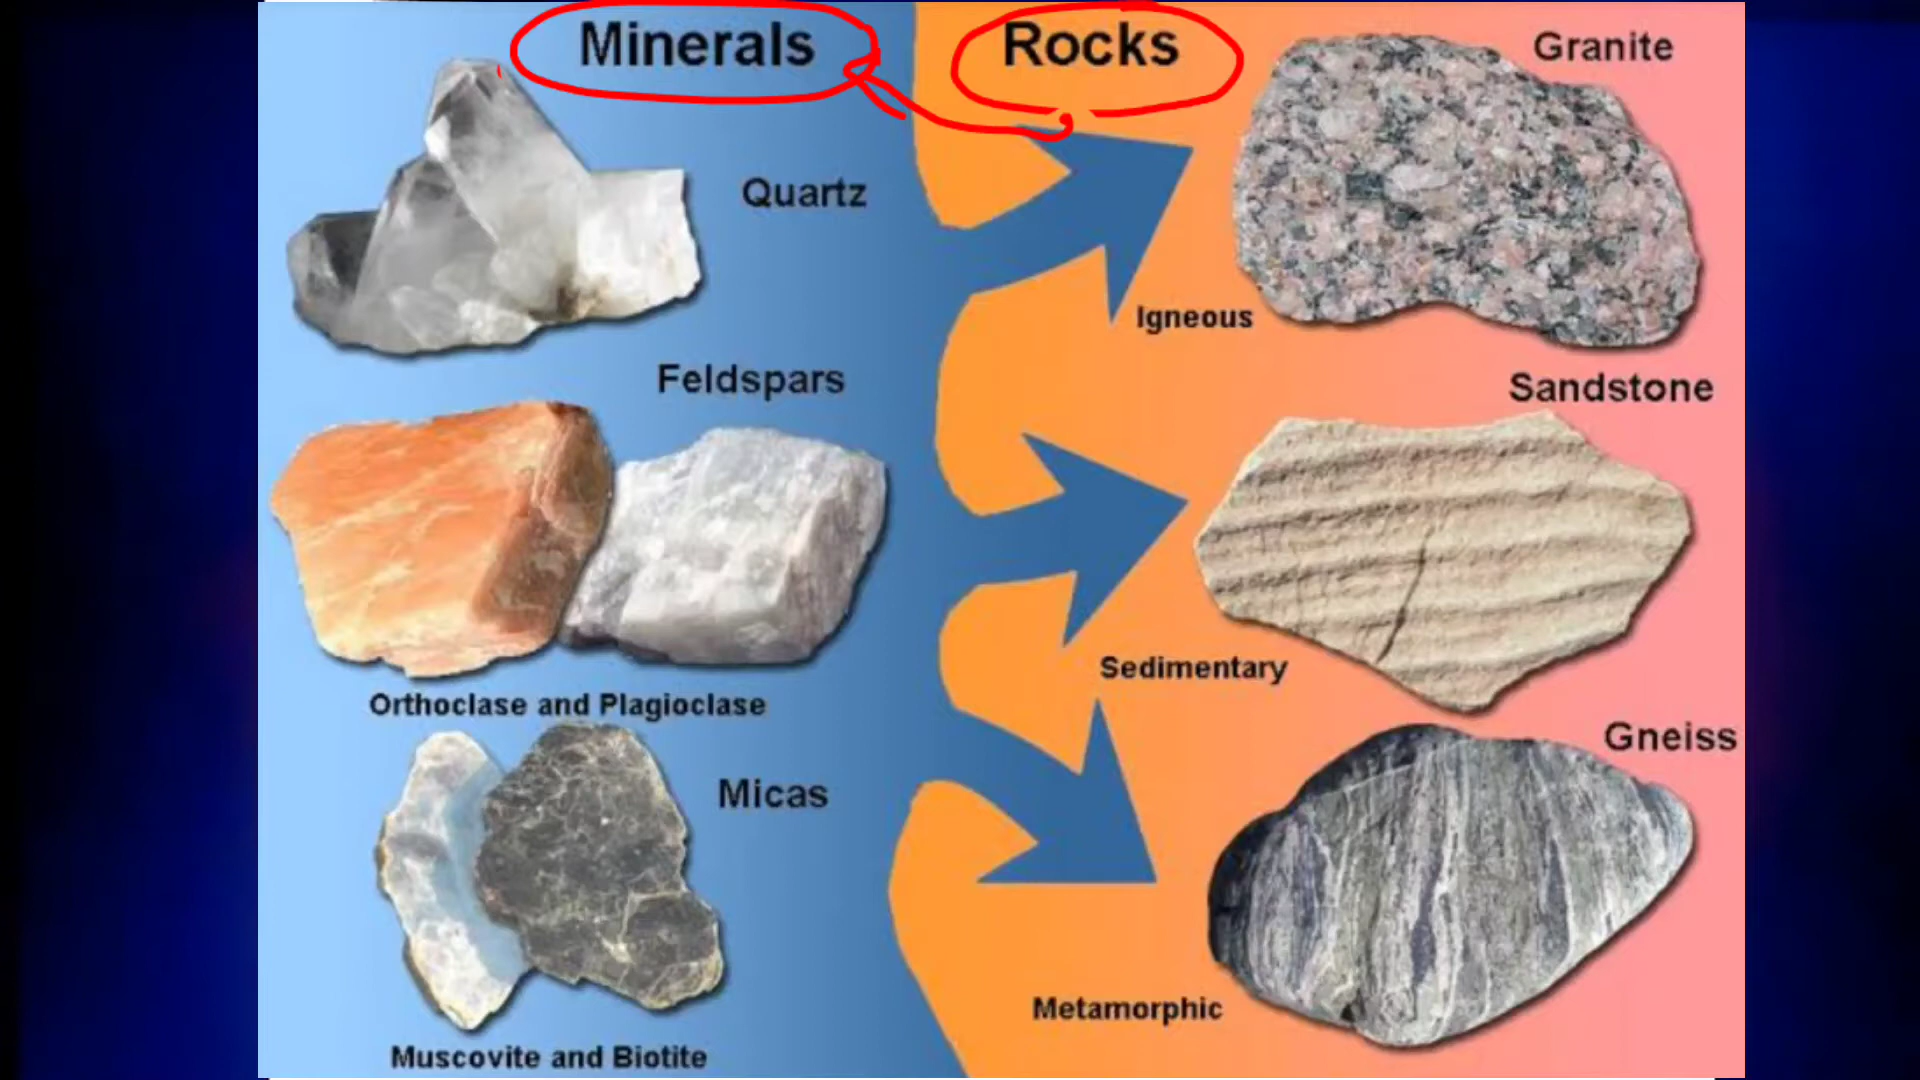 Minerals
Rocks
Granite
Quartz
Igneous
Feldspars
Sandstone
Orthoclase and Plagioclase
Sedimentary
Gneiss
Micas
Metamorphic
Muscovite and Biotite